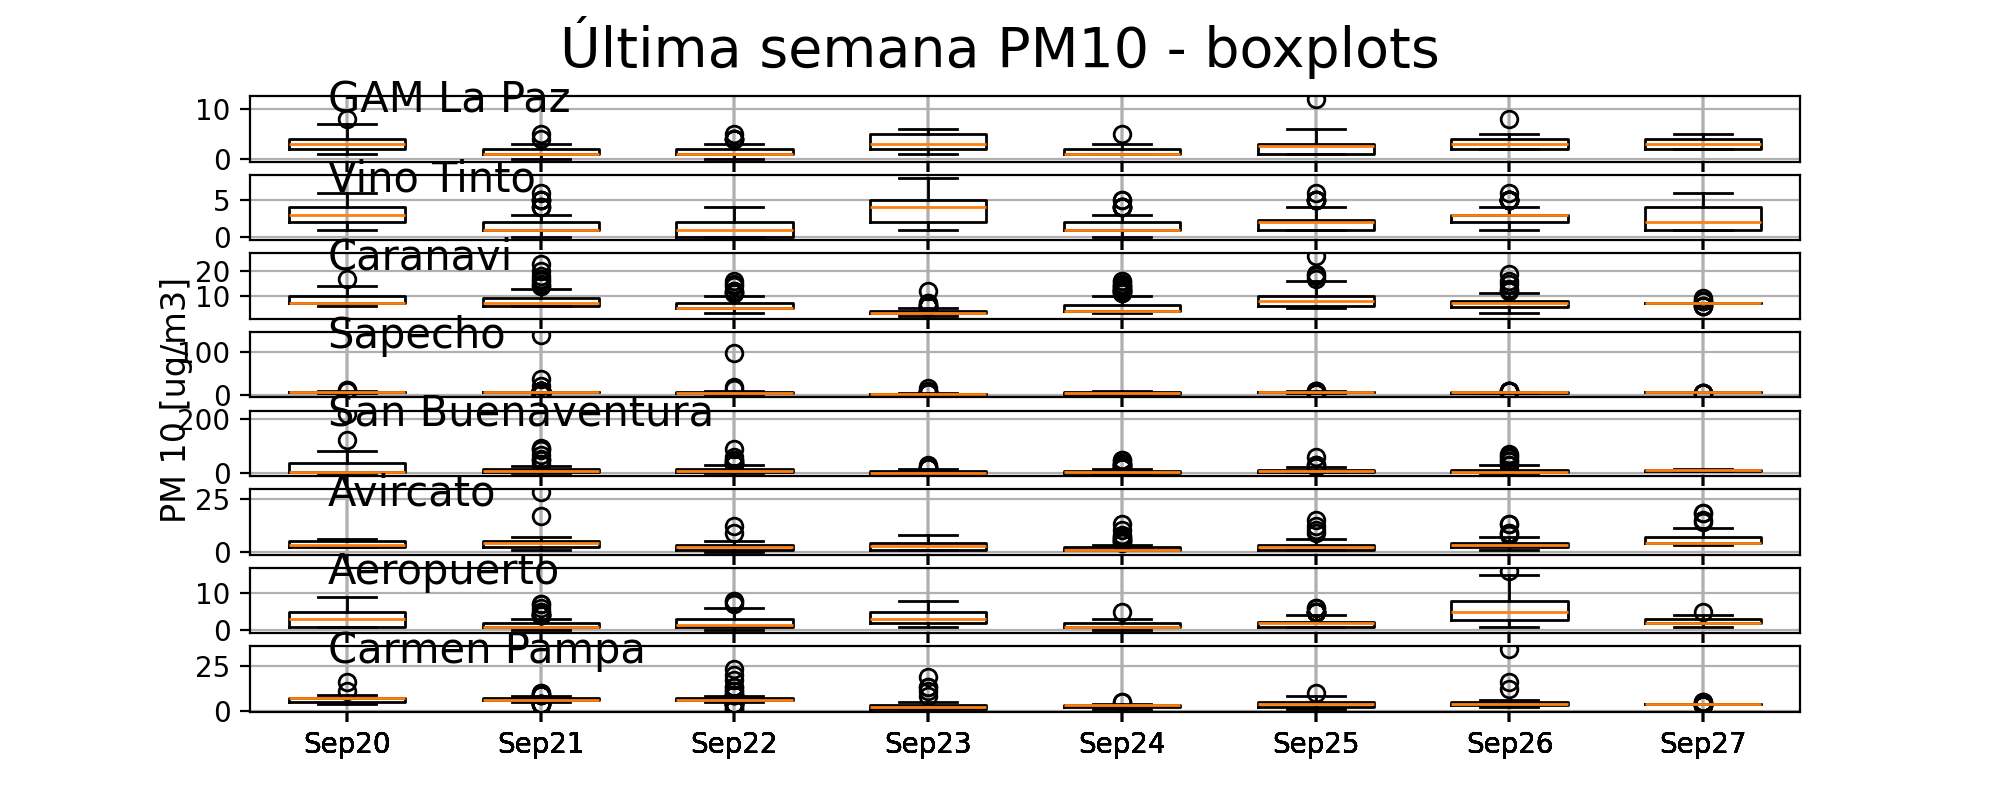 Última semana PM10 - boxplots
GAM La Paz
10
0
Vino Tinto
5
0
Caranavi
20
10
Sapecho
100
0
San Buenaventura
200
0
Avircato
25
0
Aeropuerto
10
0
Carmen Pampa
25
0
PM 10 [ug/m3]
Sep20 Sep21 Sep22 Sep23 Sep24 Sep25 Sep26 Sep27